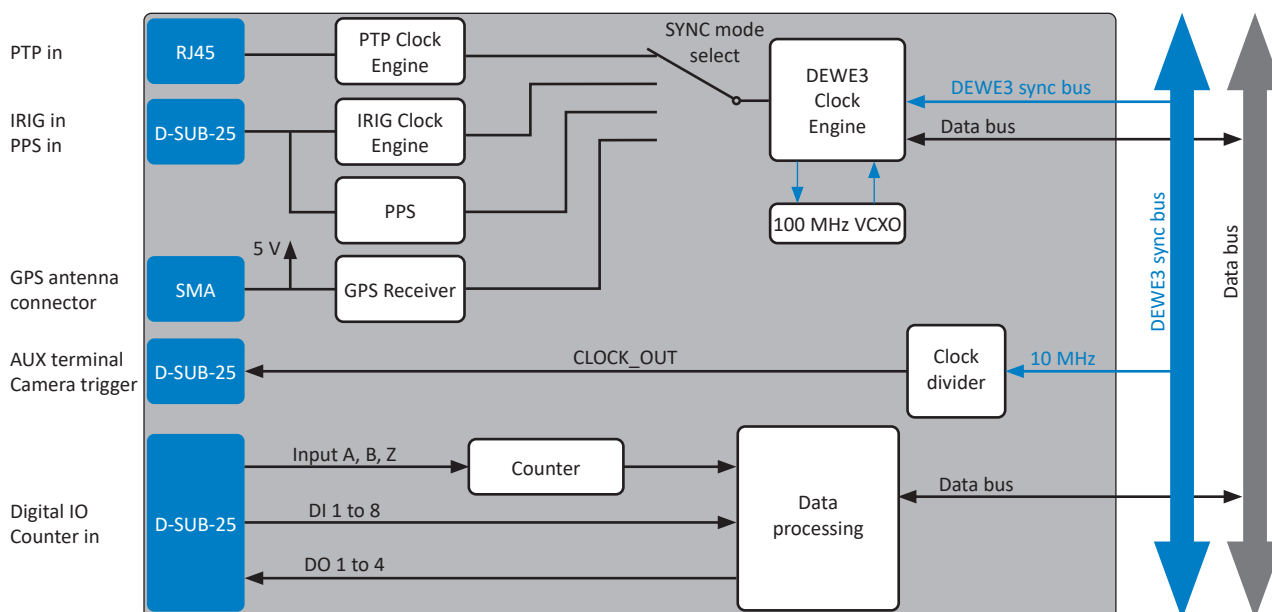 PTP in
RJ45
PTP Clock
Engine
SYNC mode
select
DEWE3
Clock
Engine
DEWE3 sync bus
Data bus
IRIG in
PPS in
D-SUB-25
IRIG Clock
Engine
PPS
100 MHz VCXO
5 V
GPS antenna
connector
SMA
GPS Receiver
DEWE3 sync bus
Data bus
AUX terminal
Camera trigger
D-SUB-25
CLOCK_OUT
Clock
divider
10 MHz
Digital IO
Counter in
D-SUB-25
Input A, B, Z
Counter
DI 1 to 8
DO 1 to 4
Data
processing
Data bus